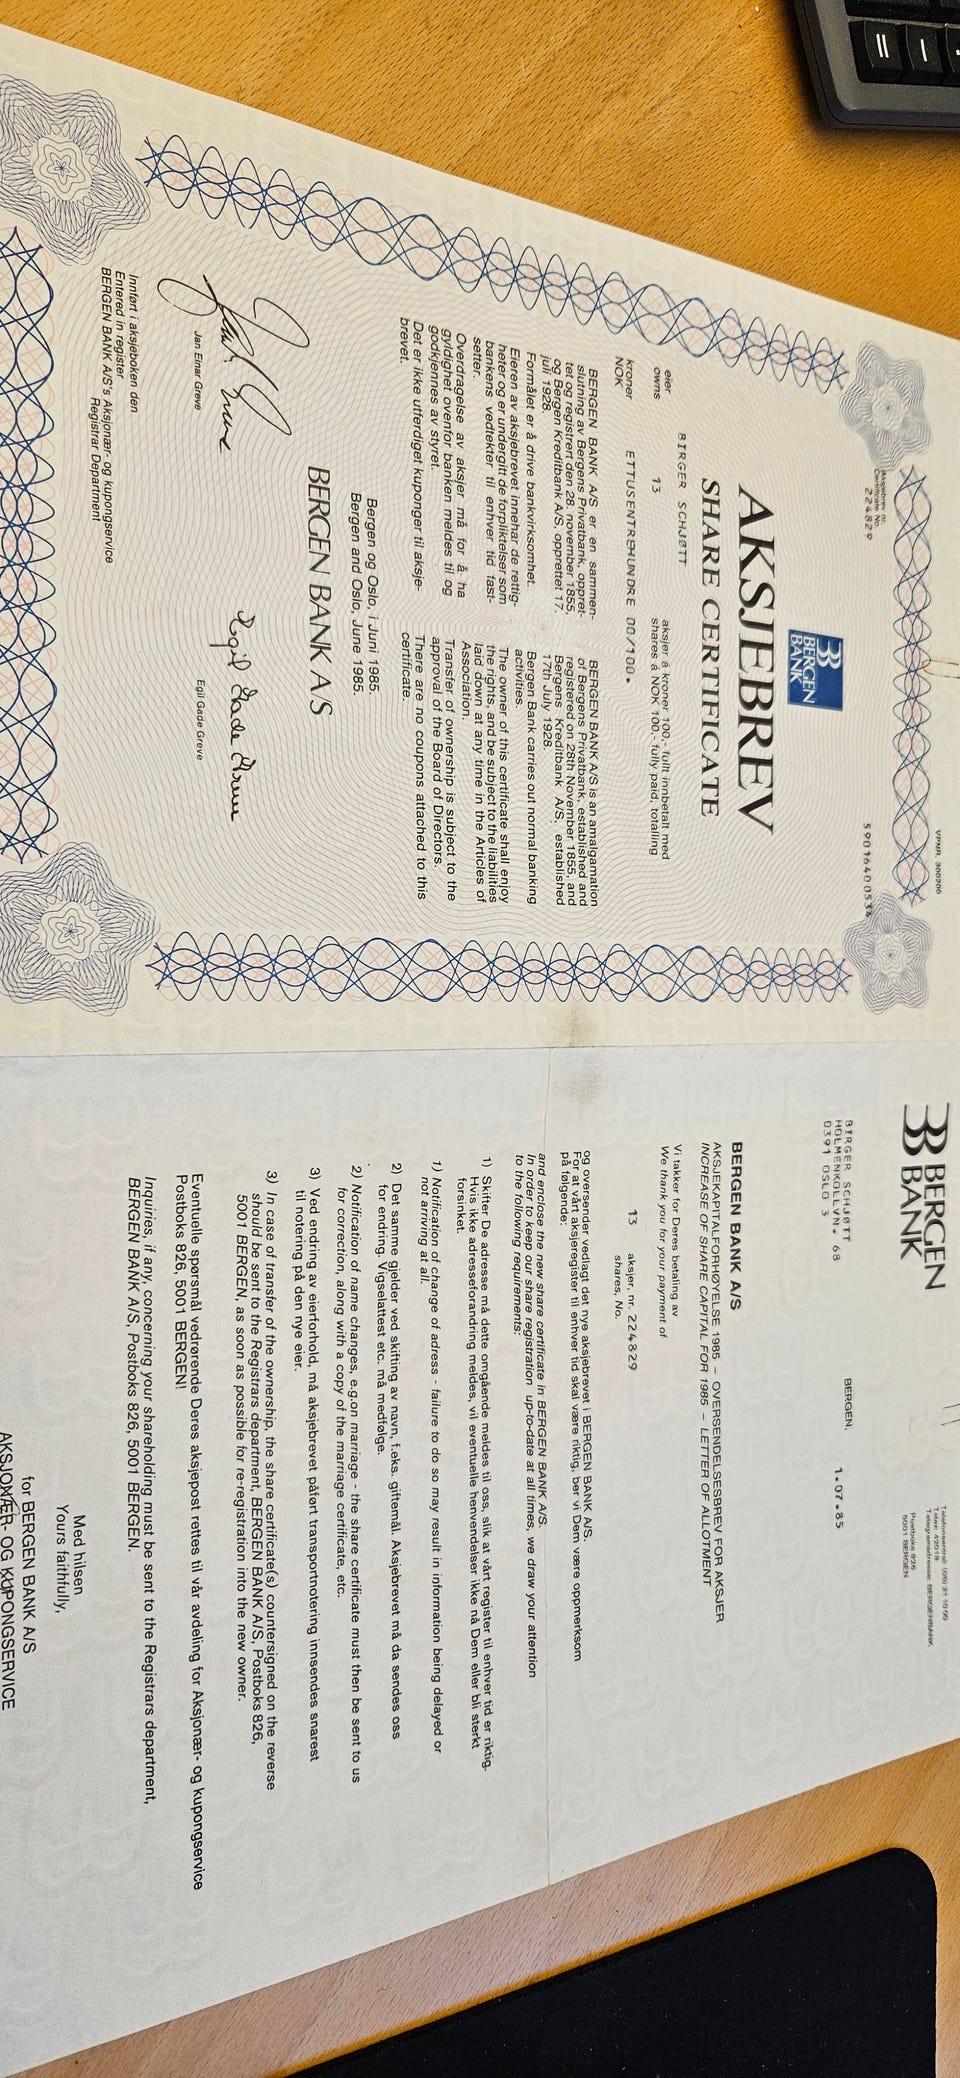 VPNR. 300200
Aksjebrev nr.
Certificate No.
224829
BERGEN
BANK
AKSJEBREV
SHARE CERTIFICATE
BIRGER SCHJØTT
eier
owns
13
aksjer à kroner 100,- fullt innbetalt med
shares à NOK 100,- fully paid, totalling
kroner
NOK
ETTUSENTREHUNDRE 00/100.
BERGEN BANK A/S er en sammen-
slutning av Bergens Privatbank, oppret-
tet og registrert den 28. november 1855,
og Bergen Kreditbank A/S, opprettet 17.
juli 1928.
Formålet er å drive bankvirksomhet.
Eieren av aksjebrevet innehar de rettig-
heter og er undergitt de forpliktelser som
bankens vedtekter til enhver tid fast-
setter.
Overdragelse av aksjer må for å ha
gyldighet overfor banken meldes til og
godkjennes av styret.
Det er ikke utferdiget kuponger til aksje-
brevet.
BERGEN BANK A/S is an amalgamation
of Bergens Privatbank, established and
registered on 28th November 1855, and
Bergens Kreditbank A/S, established
17th July 1928.
Bergen Bank carries out normal banking
activities.
The owner of this certificate shall enjoy
the rights, and be subject to the liabilities
laid down at any time in the Articles of
Association.
Transfer of ownership is subject to the
approval of the Board of Directors.
There are no coupons attached to this
certificate.
Bergen og Oslo, i Juni 1985.
Bergen and Oslo, June 1985.
BERGEN BANK A/S
Jan Einar Greve
Egil Gade Greve
Egil Gade Greve
Innført i aksjeboken den
Entered in register
BERGEN BANK A/S's Aksjonær- og kupongservice
Registrar Department
BERGEN
BANK
Telefonsentral: (05) 21 10 00
Telex: 42016
Telegramadresse: BERGENBANK
Postboks 826
5001 BERGEN
BIRGER SCHJØTT
HOLMENKOLLVN. 68
0391 OSLO 3
BERGEN,
1.07.85
BERGEN BANK A/S
AKSJEKAPITALFORHØYELSE 1985 – OVERSENDELSESBREV FOR AKSJER
INCREASE OF SHARE CAPITAL FOR 1985 – LETTER OF ALLOTMENT
Vi takker for Deres betaling av
We thank you for your payment of
13 aksjer, nr. 224829
shares, No.
og oversender vedlagt det nye aksjebrevet i BERGEN BANK A/S.
For at vårt aksjeregister til enhver tid skal være riktig, ber vi Dem være oppmerksom
på følgende:
and enclose the new share certificate in BERGEN BANK A/S.
In order to keep our share registration up-to-date at all times, we draw your attention
to the following requirements:
1) Skifter De adresse må dette omgående meldes til oss, slik at vårt register til enhver tid er riktig.
Hvis ikke adresseforandring meldes, vil eventuelle henvendelser ikke nå Dem eller bli sterkt
forsinket.
1) Notification of change of adress - failure to do so may result in information being delayed or
not arriving at all.
2) Det samme gjelder ved skifting av navn, f.eks. giftemål. Aksjebrevet må da sendes oss
for endring. Vigselattest etc. må medfølge.
2) Notification of name changes, e.g.on marriage - the share certificate must then be sent to us
for correction, along with a copy of the marriage certificate, etc.
3) Ved endring av eierforhold, må aksjebrevet påført transportnotering innsendes snarest
til notering på den nye eier.
3) In case of transfer of the ownership, the share certificate(s) countersigned on the reverse
should be sent to the Registrars department, BERGEN BANK A/S, Postboks 826,
5001 BERGEN, as soon as possible for re-registration into the new owner.
Eventuelle spørsmål vedrørende Deres aksjepost rettes til vår avdeling for Aksjonær- og kupongservice
Postboks 826, 5001 BERGEN!
Inquiries, if any, concerning your shareholding must be sent to the Registrars department,
BERGEN BANK A/S, Postboks 826, 5001 BERGEN.
Med hilsen
Yours faithfully,
for BERGEN BANK A/S
AKSJONÆR- OG KUPONGSERVICE